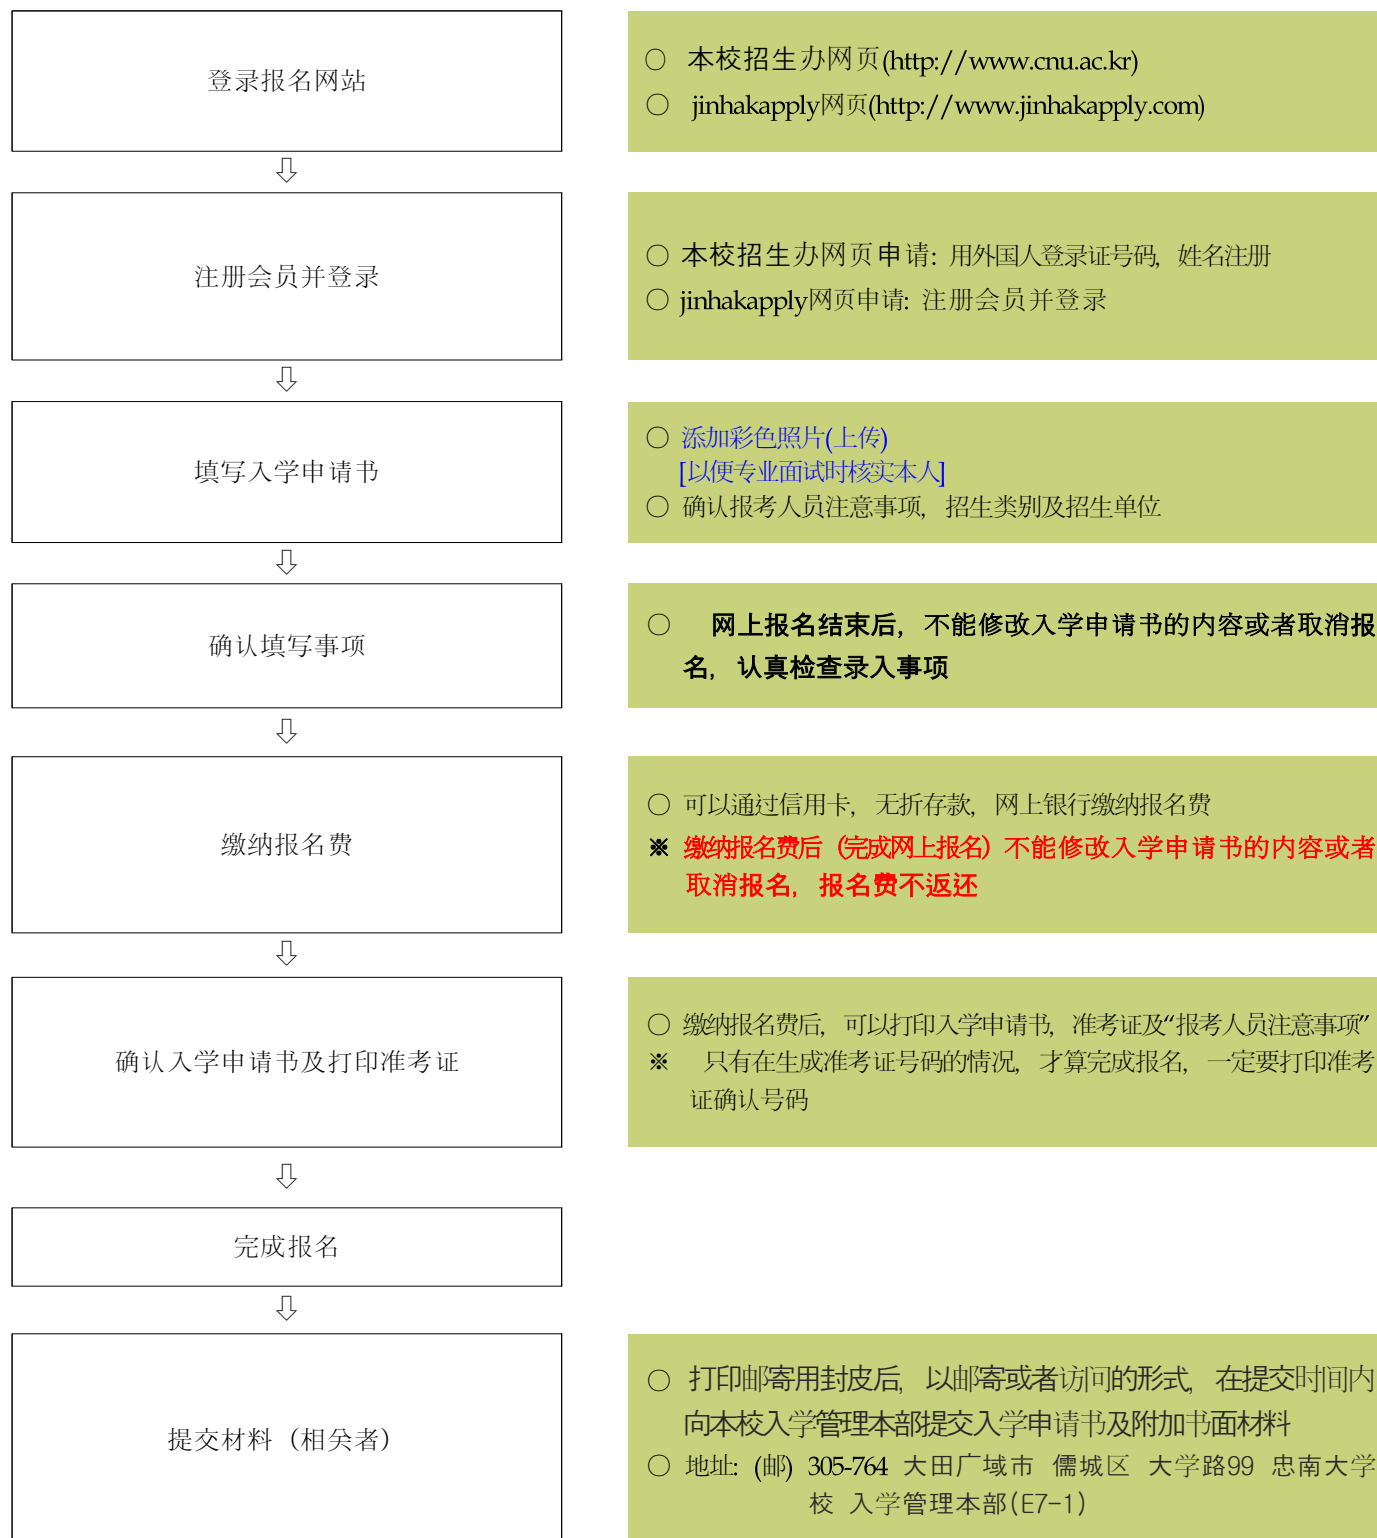 登录报名网站
○ 本校招生办网页(http://www.cnu.ac.kr)
○ jinhakapply网页(http://www.jinhakapply.com)
⇩
注册会员并登录
○ 本校招生办网页申请: 用外国人登录证号码, 姓名注册
○ jinhakapply网页申请: 注册会员并登录
⇩
填写入学申请书
○ 添加彩色照片(上传)
[以便专业面试时核实本人]
○ 确认报考人员注意事项, 招生类别及招生单位
⇩
确认填写事项
○ 网上报名结束后, 不能修改入学申请书的内容或者取消报
名, 认真检查录入事项
⇩
缴纳报名费
○ 可以通过信用卡, 无折存款, 网上银行缴纳报名费
※ 缴纳报名费后（完成网上报名）不能修改入学申请书的内容或者
取消报名, 报名费不返还
⇩
确认入学申请书及打印准考证
○ 缴纳报名费后, 可以打印入学申请书, 准考证及“报考人员注意事项”
※ 只有在生成准考证号码的情况, 才算完成报名, 一定要打印准考
证确认号码
⇩
完成报名
⇩
提交材料（相关者）
○ 打印邮寄用封皮后, 以邮寄或者访问的形式, 在提交时间内
向本校入学管理本部提交入学申请书及附加书面材料
○ 地址: (邮) 305-764 大田广域市 儒城区 大学路99 忠南大学
校 入学管理本部(E7-1)